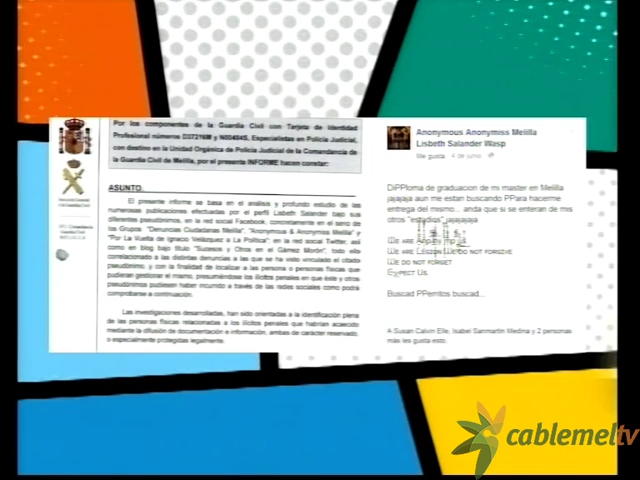 Por los componentes de la Guardia Civil con Tarjeta de Identidad
Profesional números D37216M y N00484S, Especialistas en Policía Judicial,
con destino en la Unidad Orgánica de Policía Judicial de la Comandancia de
la Guardia Civil de Melilla, por el presente INFORME hacen constar:
ASUNTO.
El presente informe se basa en el análisis y profundo estudio de las
numerosas publicaciones efectuadas por el perfil Lisbeth Salander bajo sus
diferentes pseudónimos, en la red social Facebook, concretamente en el seno de
los Grupos "Denuncias Ciudadanas Melilla", "Anonymous & Anonymiss Melilla" y
"Por La Vuelta de Ignacio Velázquez a La Política"; en la red social Twitter, así
como en blog bajo título "Sucesos y Otros en el Gámez Morón"; todo ello
correlacionado a las distintas denuncias a las que se ha visto vinculado el citado
pseudónimo; y con la finalidad de localizar a las persona o personas físicas que
pudieran gestionar el mismo, presumiéndose los ilícitos penales en que éste y otros
pseudónimos pudiesen haber incurrido a través de las redes sociales como podrá
comprobarse a continuación.
Las investigaciones desarrolladas, han sido orientadas a la identificación plena
de las personas físicas relacionadas a los ilícitos penales que habrían acaecido
mediante la difusión de documentación e información, ambas de carácter reservado,
o especialmente protegidas legalmente.
Anonymous Anonymiss Melilla
Lisbeth Salander Wasp
Me gusta 4 de junio
DiPPloma de graduacion de mi master en Melilla
jajajaja aun me estan buscando PPara hacerme
entrega del mismo... anda que si se enteran de mis
otros "estudios" jajajajaja
We are
We are Legion We do not forgive
We do not forget
Expect Us
Buscad PPerritos buscad...
A Susan Calvin Elle, Isabel Sanmartin Medina y 2 personas
más les gusta esto.
cablemeltv